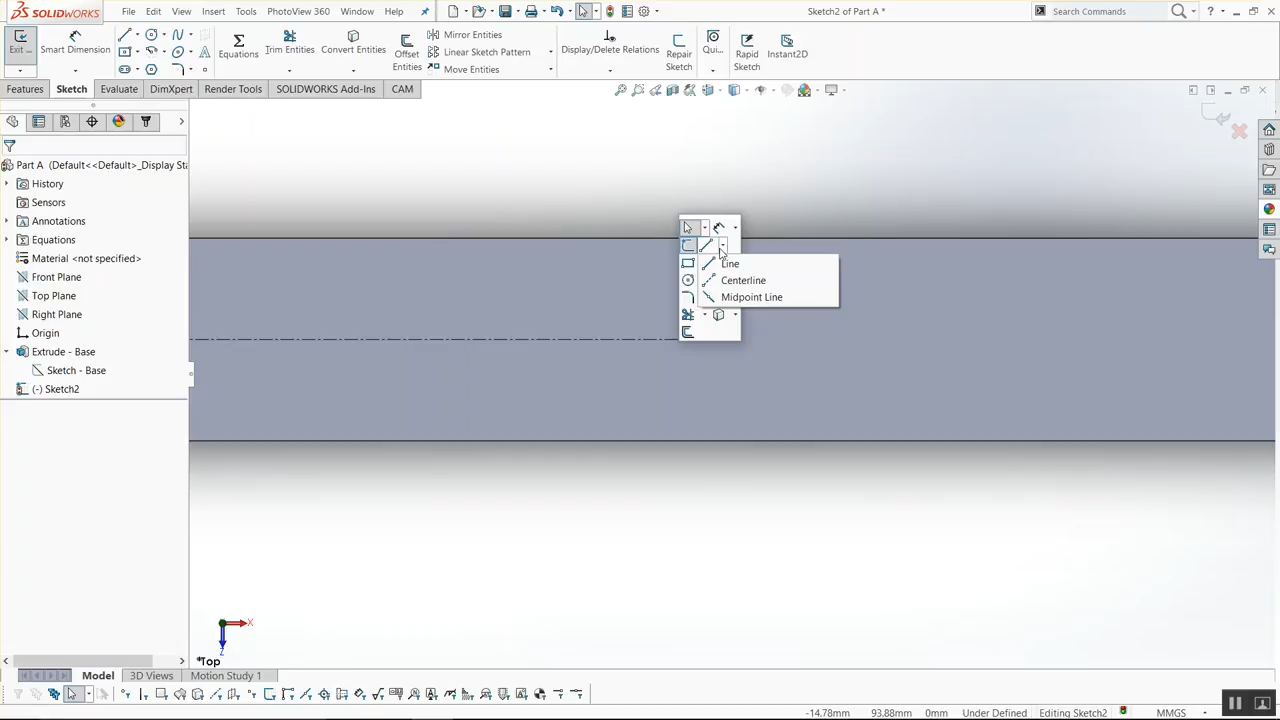 SOLIDWORKS File Edit View Insert Tools PhotoView 360 Window Help Sketch2 of Part A * Search Commands ?
Exit ... Smart Dimension Equations Trim Entities Convert Entities Offset Entities Mirror Entities Linear Sketch Pattern Move Entities Display/Delete Relations Repair Sketch Qui... Rapid Sketch Instant2D
Features Sketch Evaluate DimXpert Render Tools SOLIDWORKS Add-Ins CAM
Part A (Default<<Default>_Display Sta
History
Sensors
Annotations
Equations
Material <not specified>
Front Plane
Top Plane
Right Plane
Origin
Extrude - Base
Sketch - Base
(-) Sketch2
Line
Centerline
Midpoint Line
X
Z
*Top
Model 3D Views Motion Study 1
-14.78mm 93.88mm 0mm Under Defined Editing Sketch2 MMGS